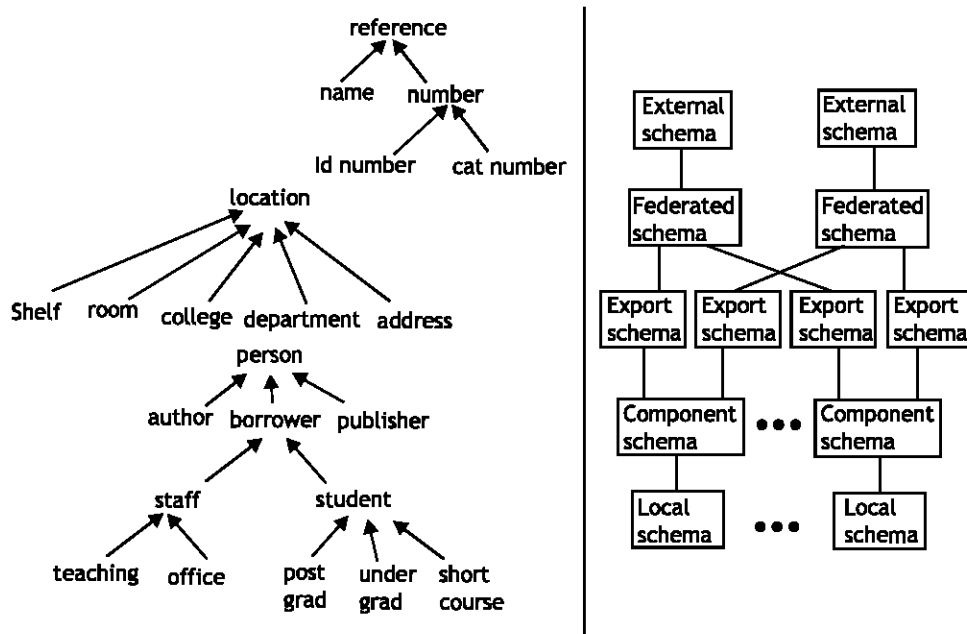 reference
name number
Id number cat number
location
Shelf room college department address
person
author borrower publisher
staff student
teaching office post under short
grad grad course
External External
schema schema
Federated Federated
schema schema
Export Export Export Export
schema schema schema schema
Component Component
schema schema
Local Local
schema schema